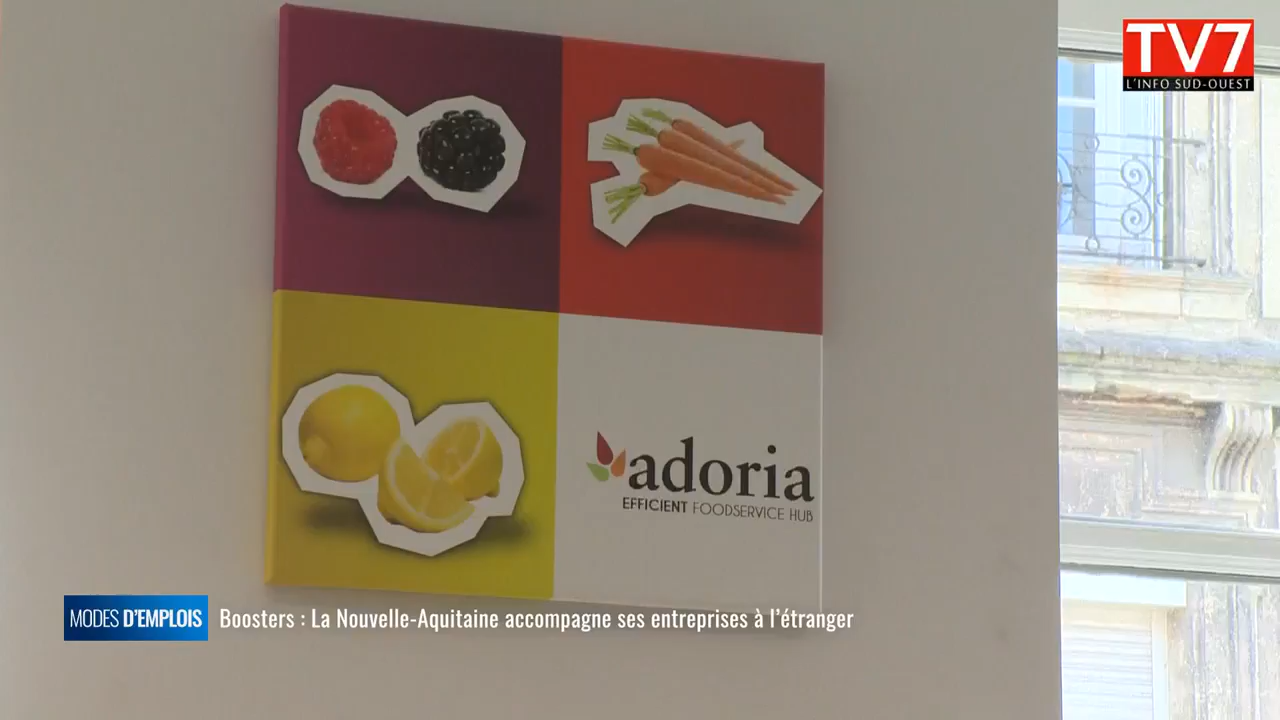 TV7
L'INFO SUD-OUEST
adoria
EFFICIENT FOODSERVICE HUB
MODES D'EMPLOIS
Boosters : La Nouvelle-Aquitaine accompagne ses entreprises à l'étranger